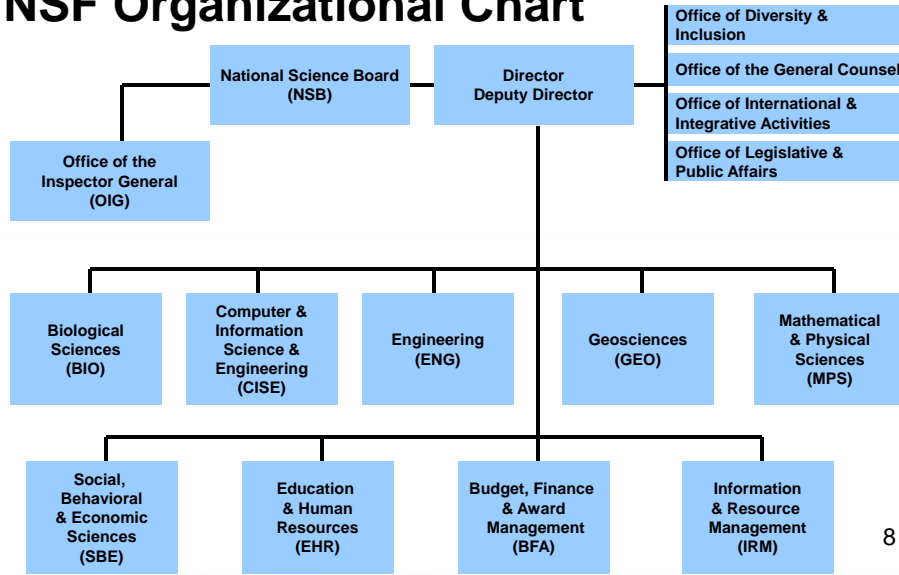 NSF Organizational Chart
Office of Diversity &
Inclusion
National Science Board
(NSB)
Director
Deputy Director
Office of the General Counsel
Office of International &
Integrative Activities
Office of Legislative &
Public Affairs
Office of the
Inspector General
(OIG)
Biological
Sciences
(BIO)
Computer &
Information
Science &
Engineering
(CISE)
Engineering
(ENG)
Geosciences
(GEO)
Mathematical
& Physical
Sciences
(MPS)
Social,
Behavioral
& Economic
Sciences
(SBE)
Education
& Human
Resources
(EHR)
Budget, Finance
& Award
Management
(BFA)
Information
& Resource
Management
(IRM)
8